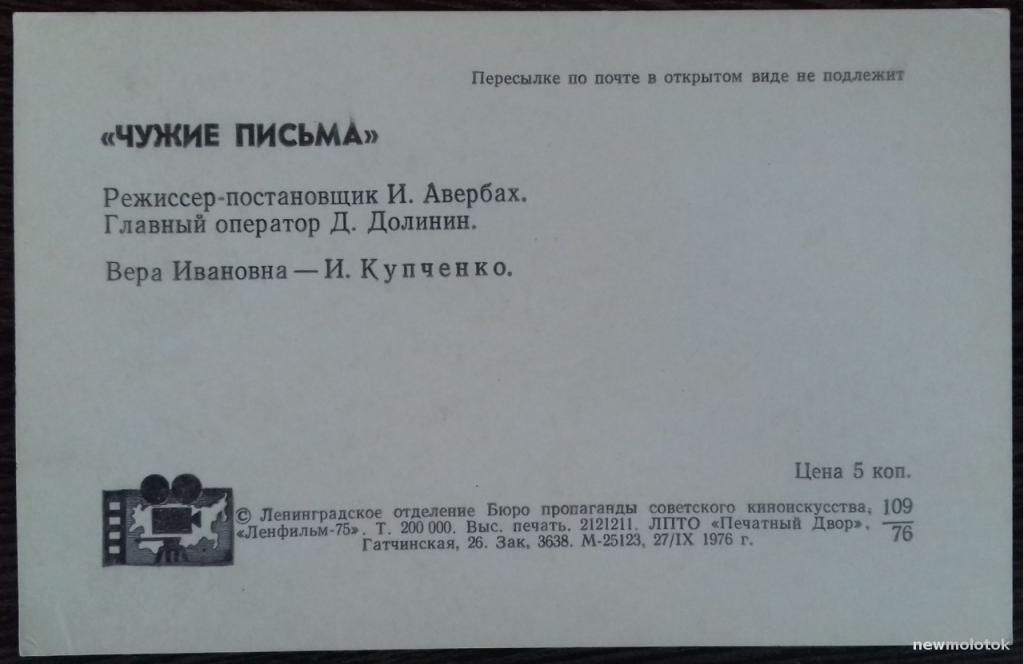 Пересылке по почте в открытом виде не подлежит
«ЧУЖИЕ ПИСЬМА»
Режиссер-постановщик И. Авербах.
Главный оператор Д. Долинин.
Вера Ивановна — И. Купченко.
Цена 5 коп.
© Ленинградское отделение Бюро пропаганды советского киноискусства, 109
«Ленфильм-75». Т. 200 000. Выс. печать. 2121211. ЛПТО «Печатный Двор», 76
Гатчинская, 26. Зак, 3638. М-25123, 27/IX 1976 г.
newmolotok